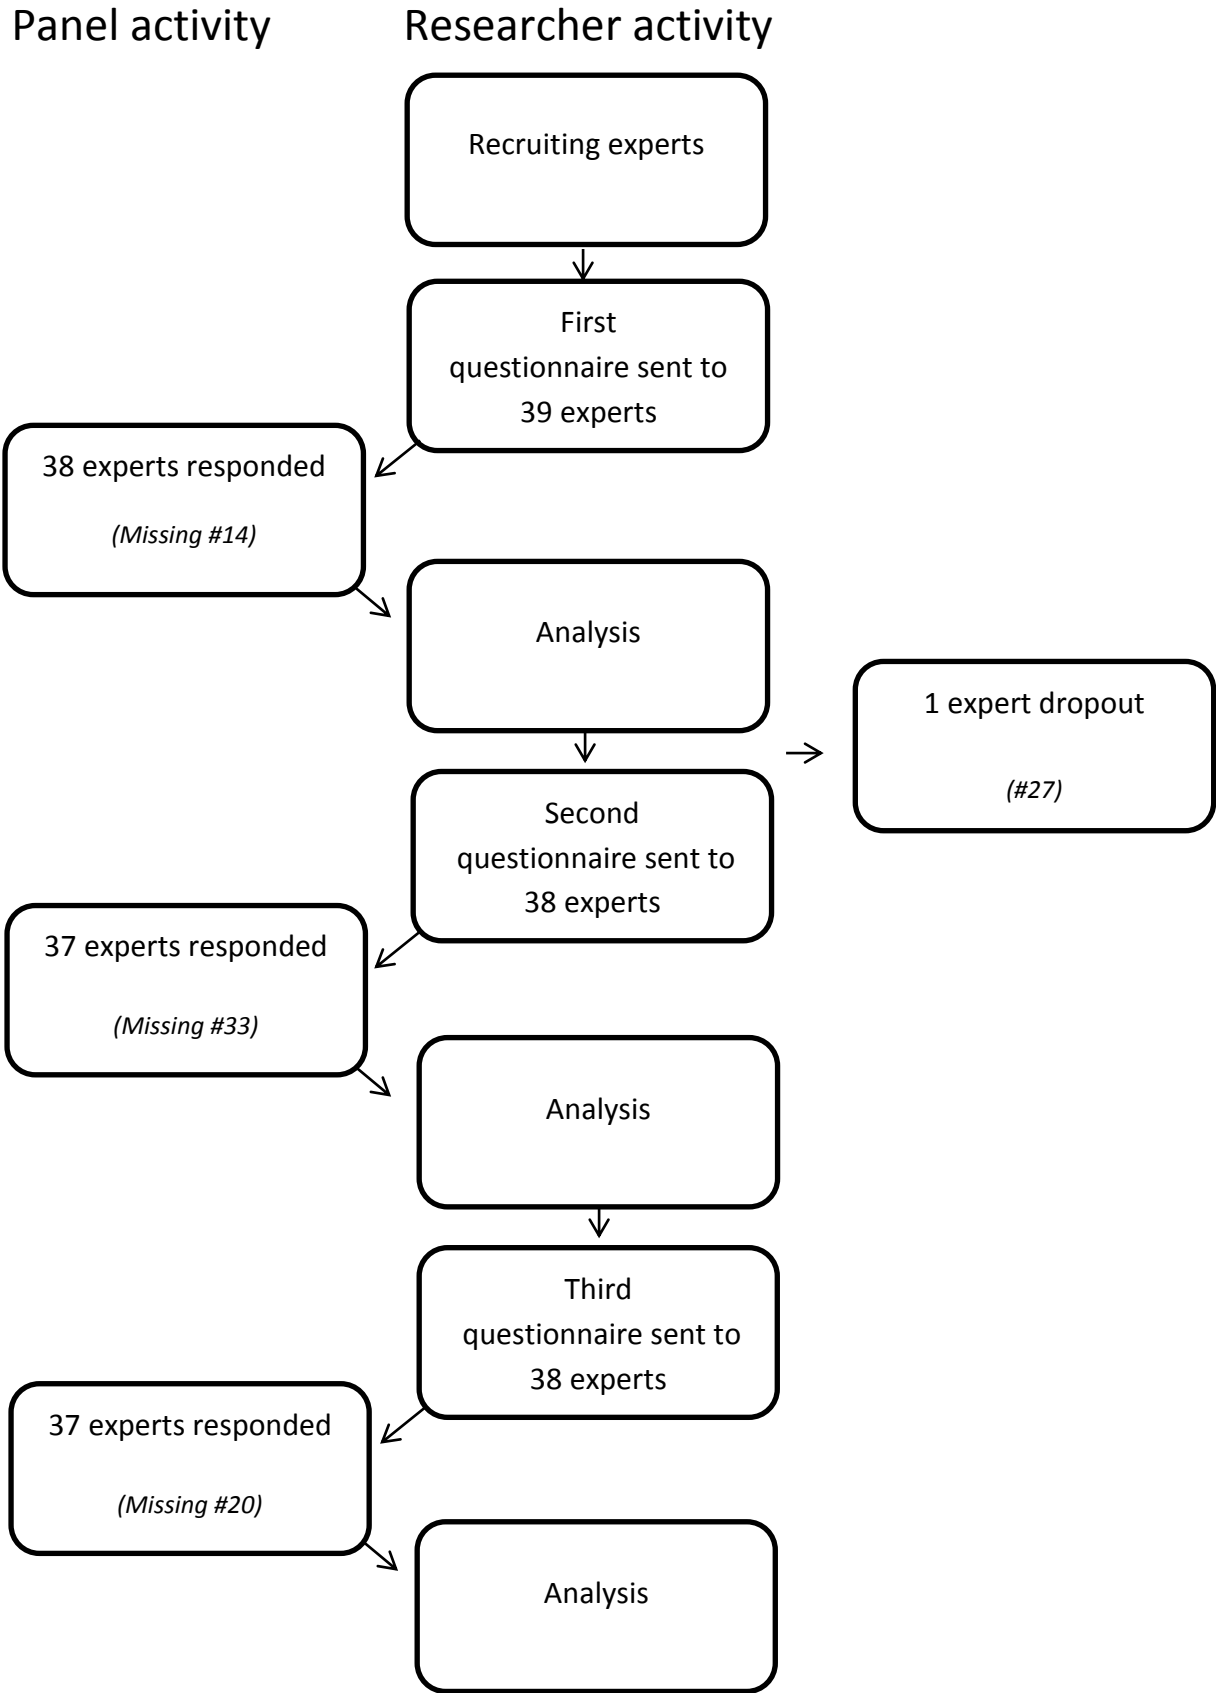 Panel activity
Researcher activity
Recruiting experts
First
questionnaire sent to
39 experts
38 experts responded
(Missing #14)
Analysis
1 expert dropout
(#27)
Second
questionnaire sent to
38 experts
37 experts responded
(Missing #33)
Analysis
Third
questionnaire sent to
38 experts
37 experts responded
(Missing #20)
Analysis